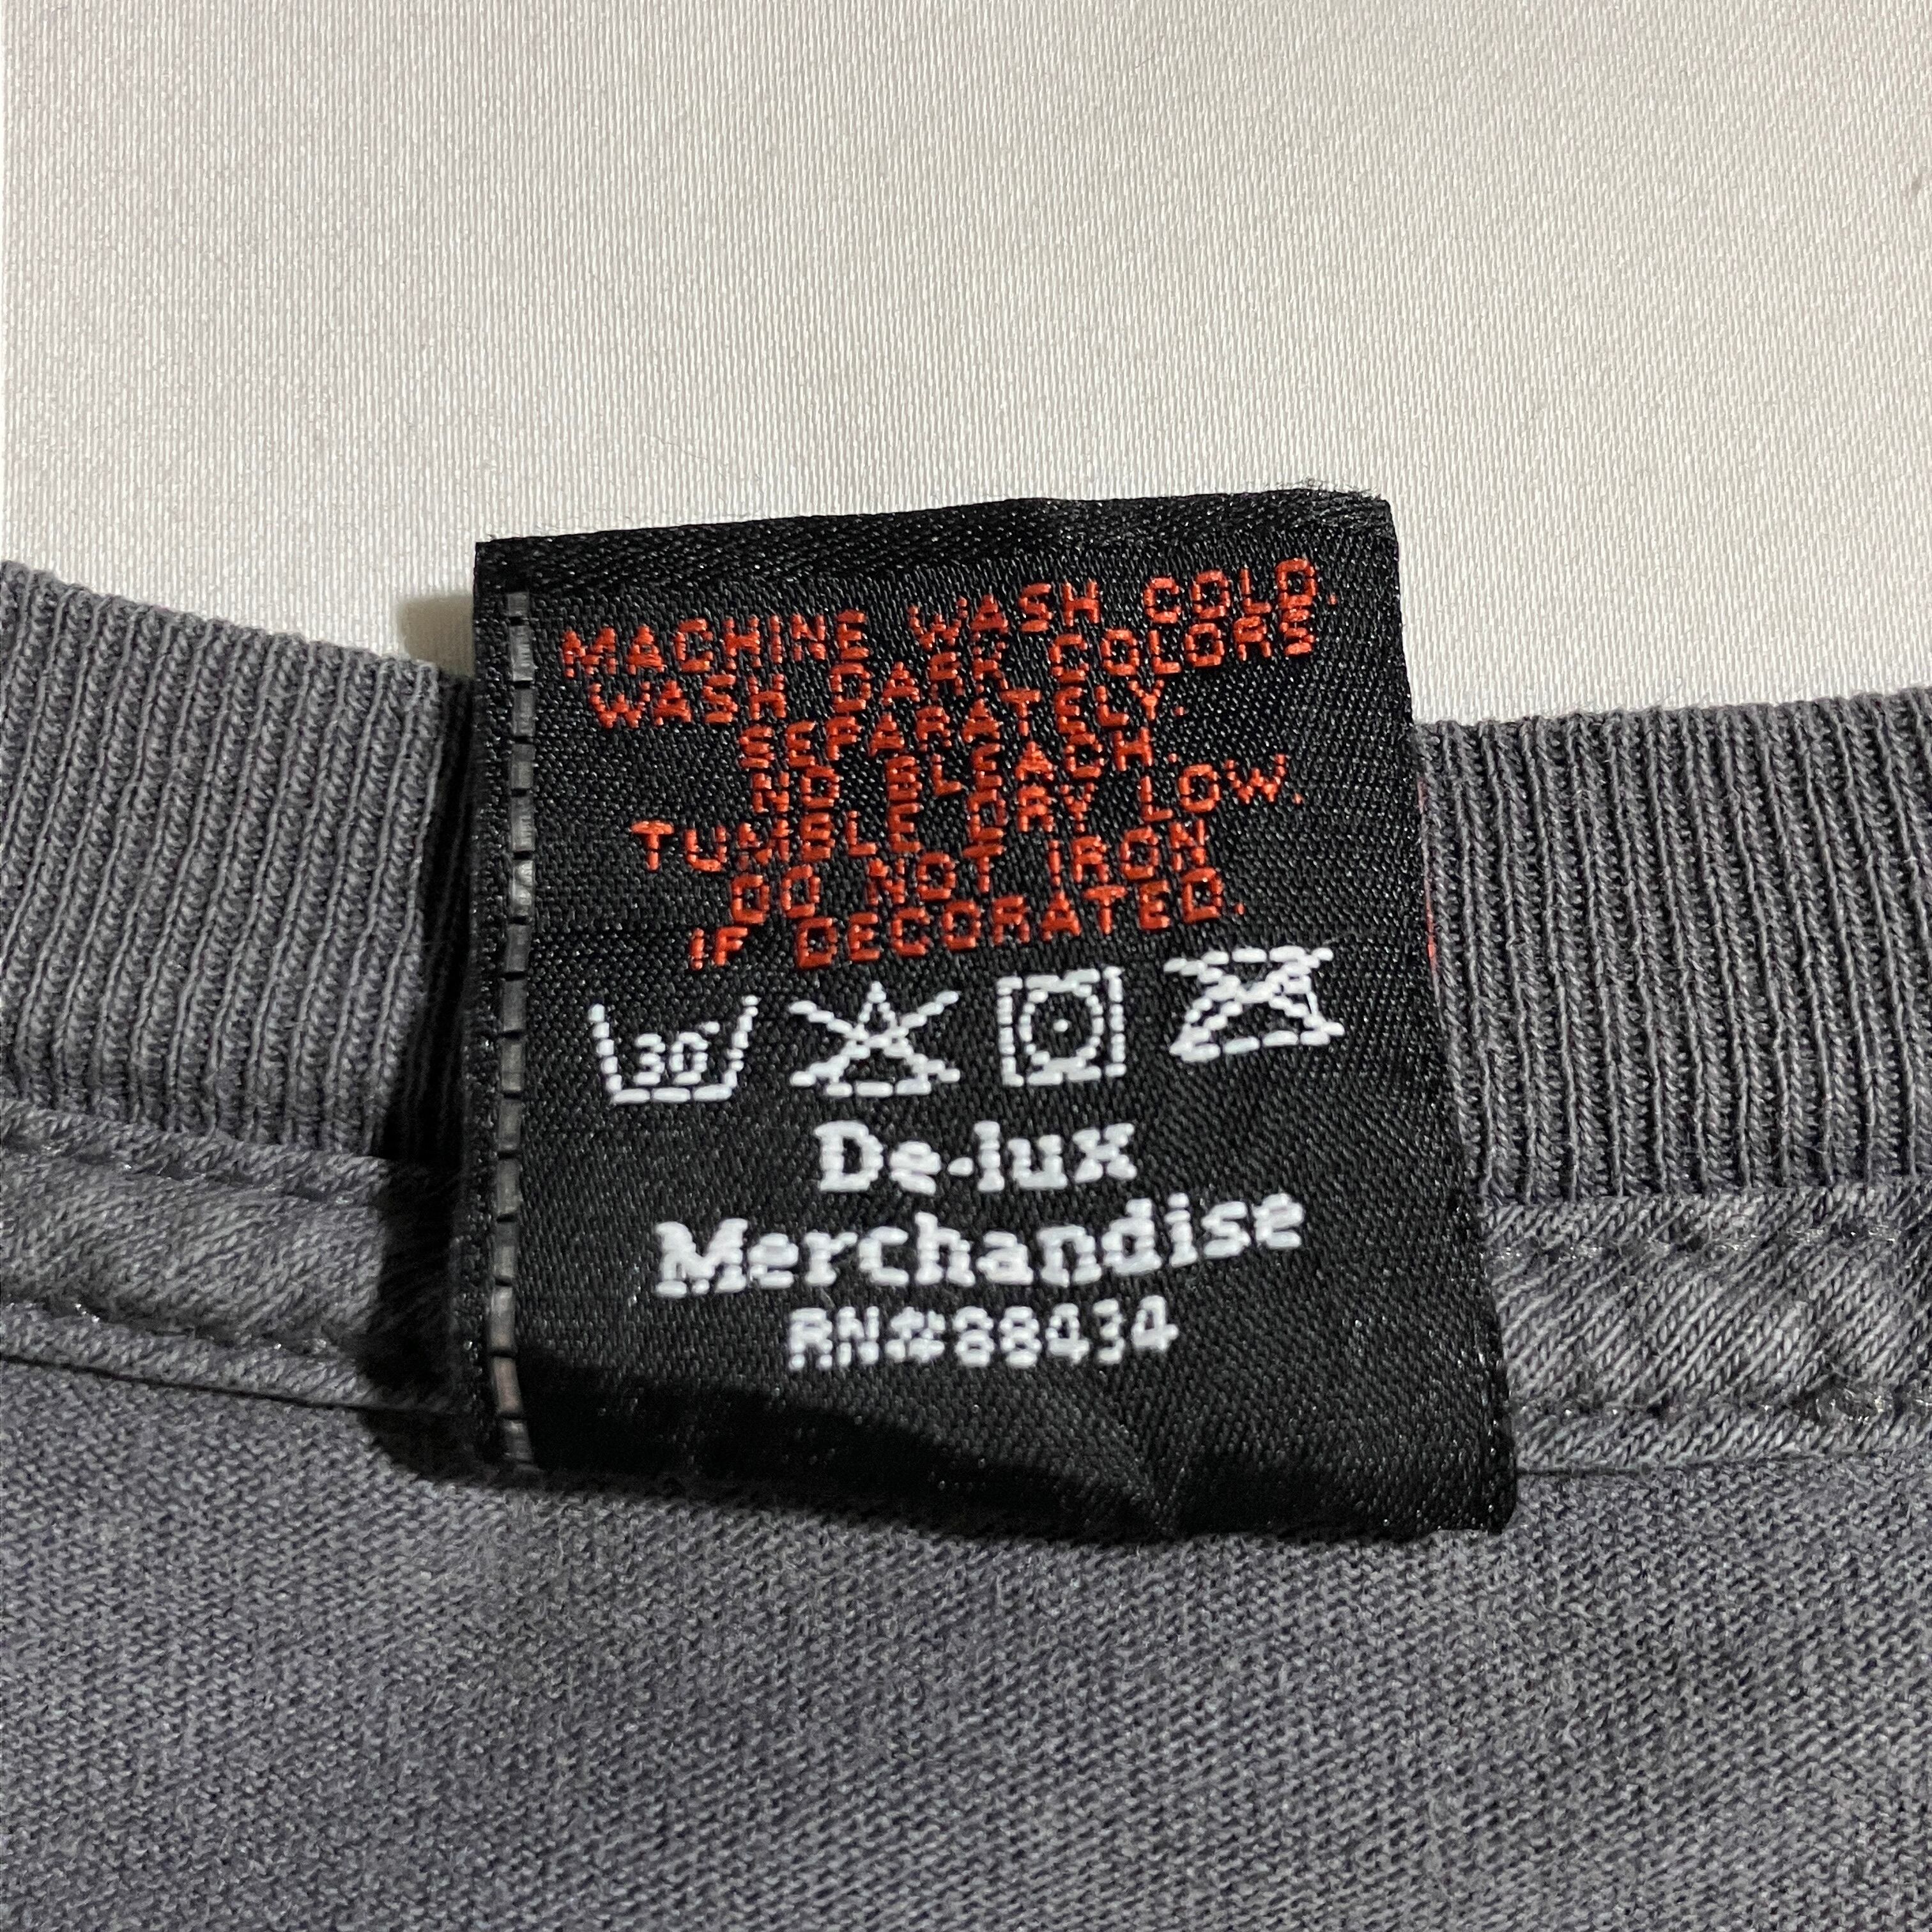 MACHINE WASH COLD.
WASH DARK COLORS
SEPARATELY.
NO BLEACH.
TUMBLE DRY LOW.
DO NOT IRON
IF DECORATED.
30°
De-lux
Merchandise
RN#88434